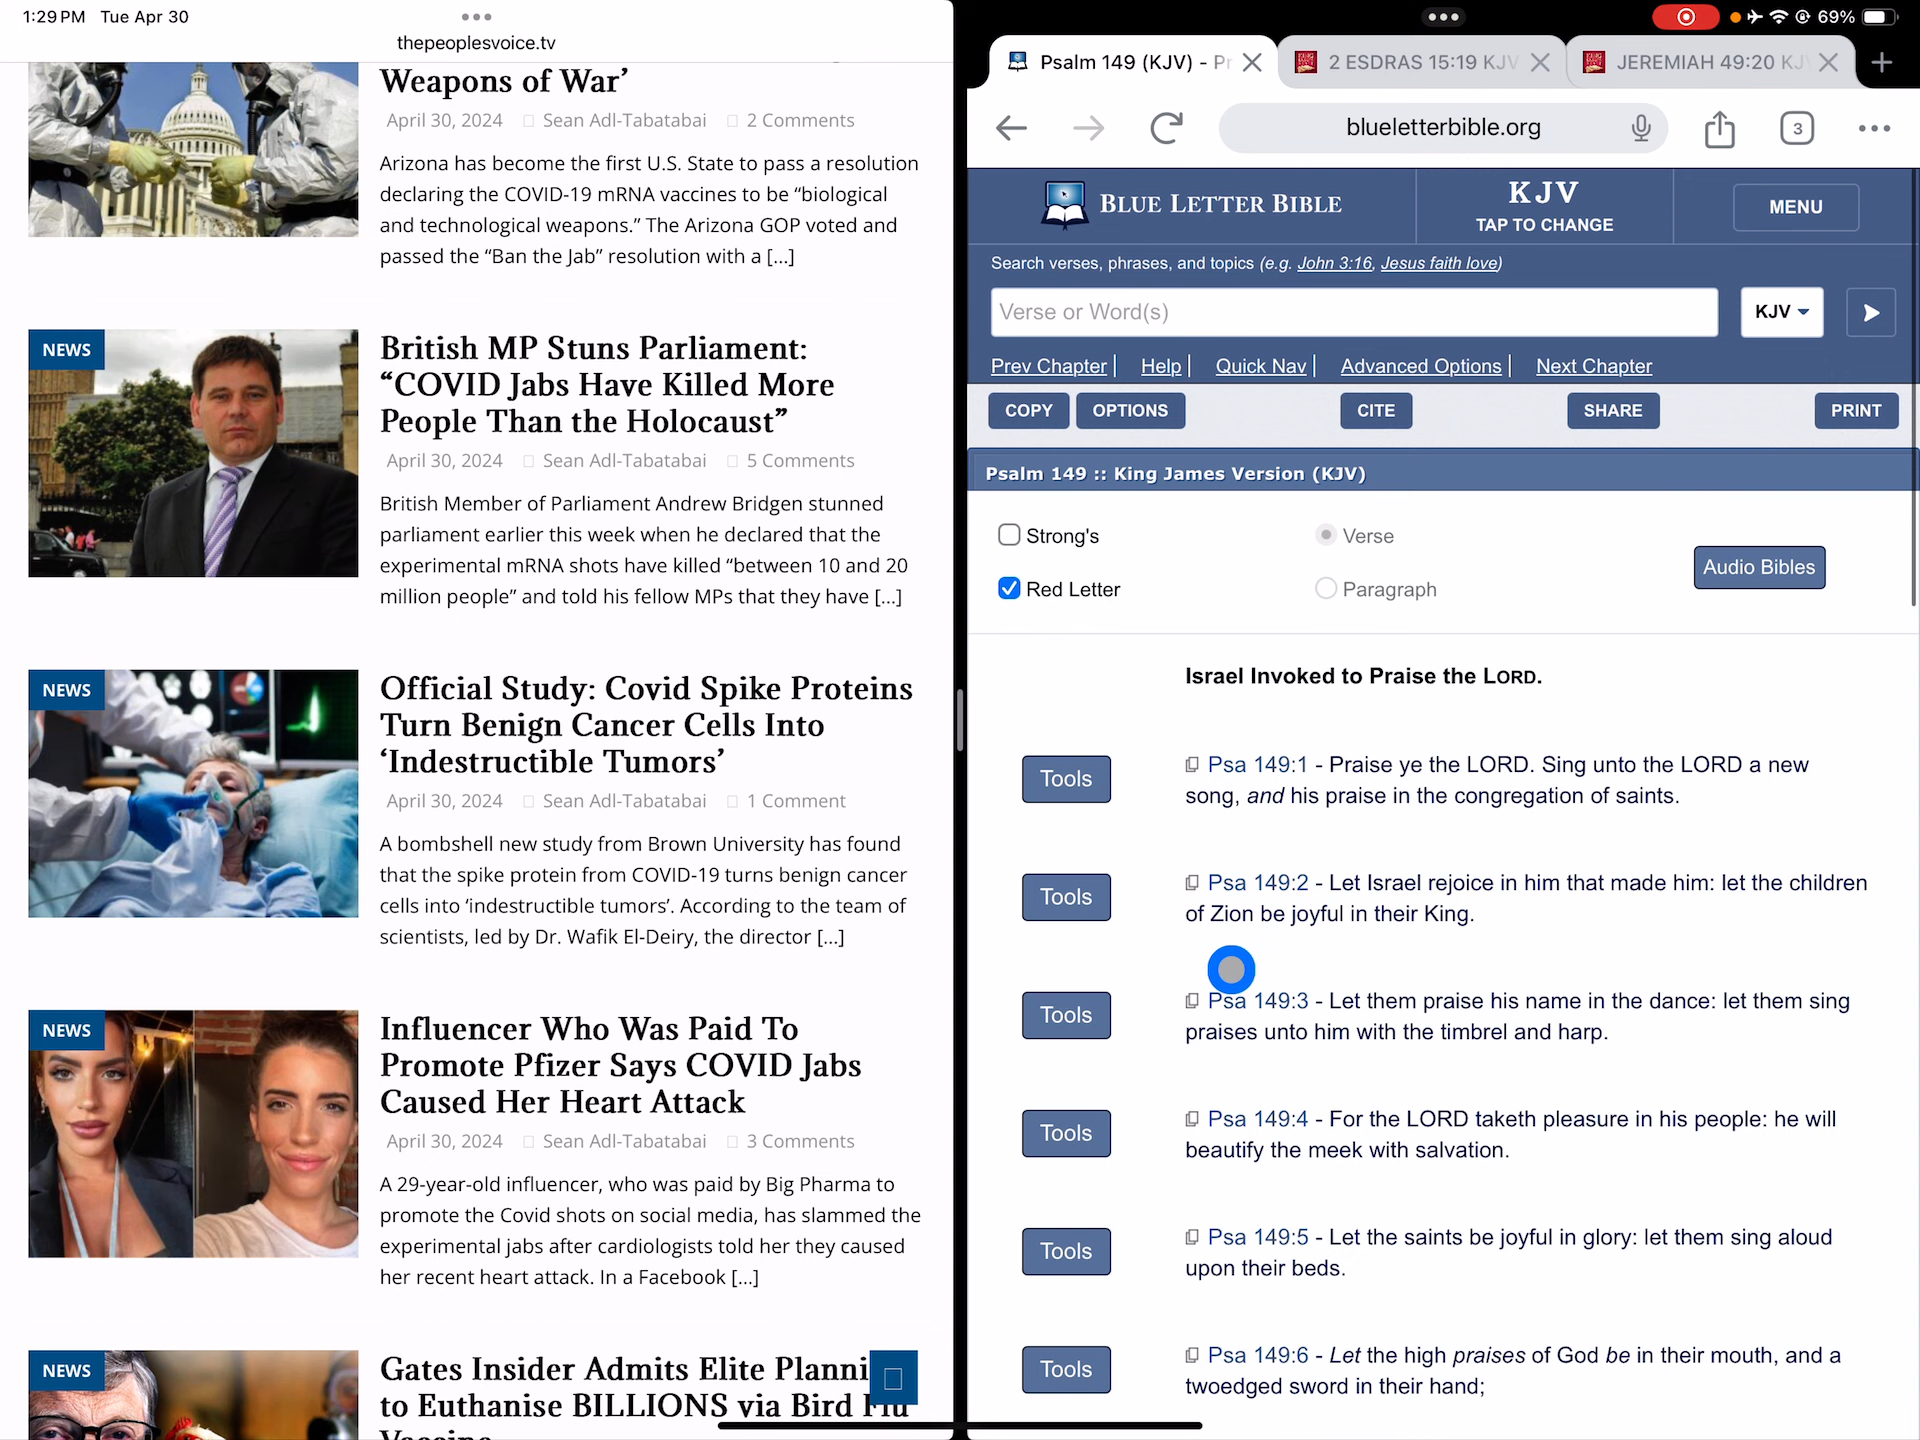 1:29 PM Tue Apr 30
thepeoplesvoice.tv
Weapons of War’
April 30, 2024 Sean Adl-Tabatabai 2 Comments
Arizona has become the first U.S. State to pass a resolution
declaring the COVID-19 mRNA vaccines to be “biological
and technological weapons.” The Arizona GOP voted and
passed the “Ban the Jab” resolution with a [...]
NEWS
British MP Stuns Parliament:
“COVID Jabs Have Killed More
People Than the Holocaust”
April 30, 2024 Sean Adl-Tabatabai 5 Comments
British Member of Parliament Andrew Bridgen stunned
parliament earlier this week when he declared that the
experimental mRNA shots have killed “between 10 and 20
million people” and told his fellow MPs that they have [...]
NEWS
Official Study: Covid Spike Proteins
Turn Benign Cancer Cells Into
‘Indestructible Tumors’
April 30, 2024 Sean Adl-Tabatabai 1 Comment
A bombshell new study from Brown University has found
that the spike protein from COVID-19 turns benign cancer
cells into ‘indestructible tumors’. According to the team of
scientists, led by Dr. Wafik El-Deiry, the director [...]
NEWS
Influencer Who Was Paid To
Promote Pfizer Says COVID Jabs
Caused Her Heart Attack
April 30, 2024 Sean Adl-Tabatabai 3 Comments
A 29-year-old influencer, who was paid by Big Pharma to
promote the Covid shots on social media, has slammed the
experimental jabs after cardiologists told her they caused
her recent heart attack. In a Facebook [...]
NEWS
Gates Insider Admits Elite Planni
to Euthanise BILLIONS via Bird Flu
69%
Psalm 149 (KJV) - Pr
2 ESDRAS 15:19 KJV
JEREMIAH 49:20 KJ
blueletterbible.org
3
BLUE LETTER BIBLE
KJV
TAP TO CHANGE
MENU
Search verses, phrases, and topics (e.g. John 3:16, Jesus faith love)
Verse or Word(s)
KJV
Prev Chapter | Help | Quick Nav | Advanced Options | Next Chapter
COPY OPTIONS CITE SHARE PRINT
Psalm 149 :: King James Version (KJV)
Strong's Verse
Audio Bibles
Red Letter Paragraph
Israel Invoked to Praise the LORD.
Tools
Psa 149:1 - Praise ye the LORD. Sing unto the LORD a new
song, and his praise in the congregation of saints.
Tools
Psa 149:2 - Let Israel rejoice in him that made him: let the children
of Zion be joyful in their King.
Tools
Psa 149:3 - Let them praise his name in the dance: let them sing
praises unto him with the timbrel and harp.
Tools
Psa 149:4 - For the LORD taketh pleasure in his people: he will
beautify the meek with salvation.
Tools
Psa 149:5 - Let the saints be joyful in glory: let them sing aloud
upon their beds.
Tools
Psa 149:6 - Let the high praises of God be in their mouth, and a
twoedged sword in their hand;